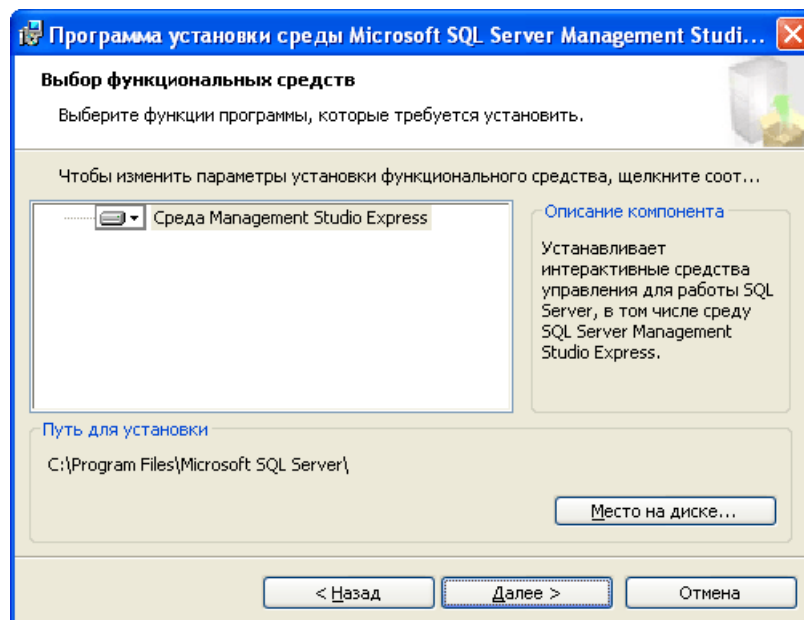 Программа установки среды Microsoft SQL Server Management Studi...
Выбор функциональных средств
Выберите функции программы, которые требуется установить.
Чтобы изменить параметры установки функционального средства, щелкните соот...
Среда Management Studio Express
Описание компонента
Устанавливает
интерактивные средства
управления для работы SQL
Server, в том числе среду
SQL Server Management
Studio Express.
Путь для установки
C:\Program Files\Microsoft SQL Server\
Место на диске...
< Назад
Далее >
Отмена